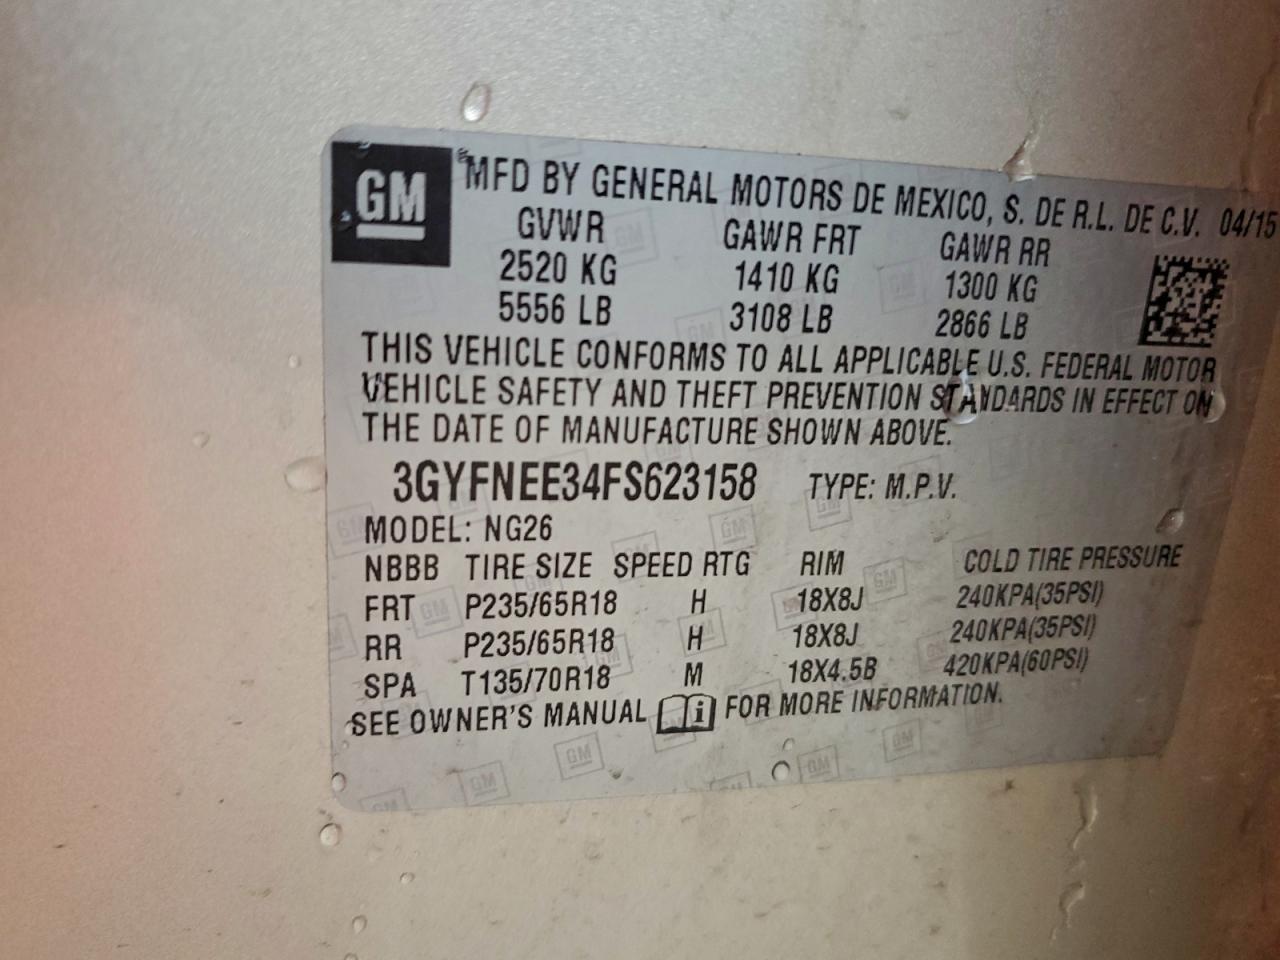 GM
MFD BY GENERAL MOTORS DE MEXICO, S. DE R.L. DE C.V. 04/15
GVWR GAWR FRT GAWR RR
2520 KG 1410 KG 1300 KG
5556 LB 3108 LB 2866 LB
THIS VEHICLE CONFORMS TO ALL APPLICABLE U.S. FEDERAL MOTOR
VEHICLE SAFETY AND THEFT PREVENTION STANDARDS IN EFFECT ON
THE DATE OF MANUFACTURE SHOWN ABOVE.
3GYFNEE34FS623158 TYPE: M.P.V.
MODEL: NG26
NBBB TIRE SIZE SPEED RTG RIM COLD TIRE PRESSURE
FRT P235/65R18 H 18X8J 240KPA(35PSI)
RR P235/65R18 H 18X8J 240KPA(35PSI)
SPA T135/70R18 M 18X4.5B 420KPA(60PSI)
SEE OWNER'S MANUAL i FOR MORE INFORMATION.